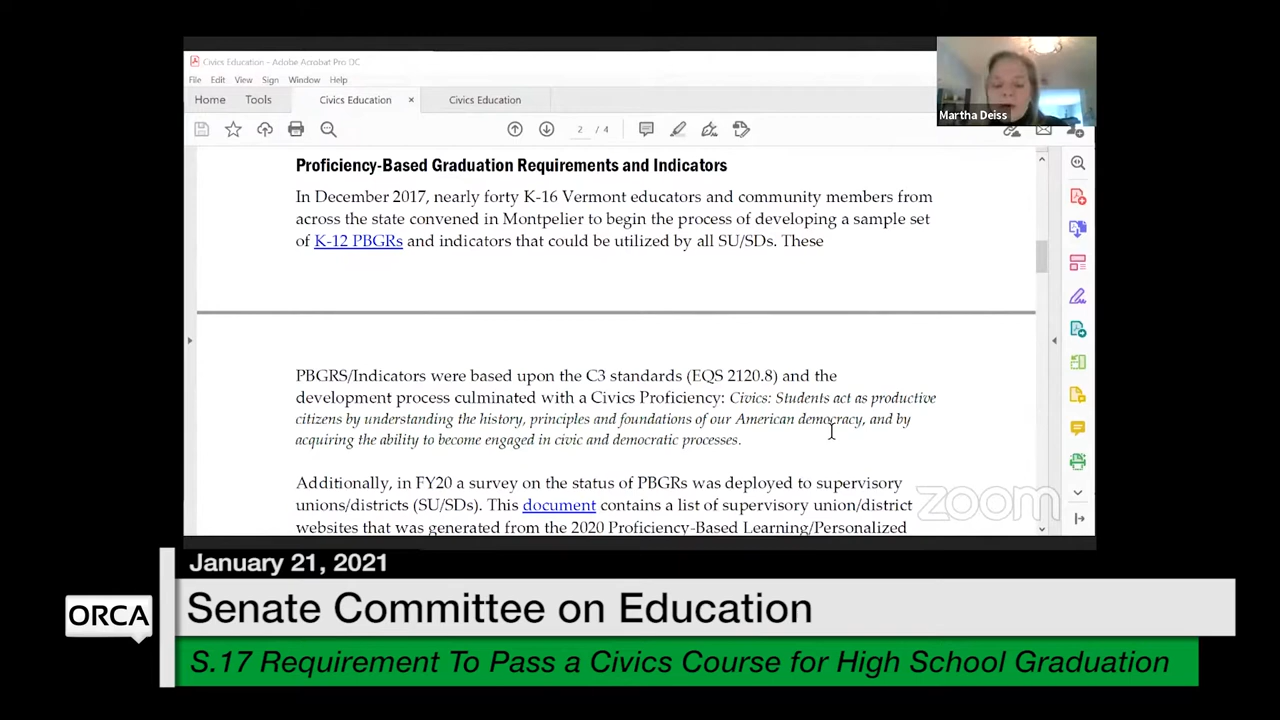 Civics Education - Adobe Acrobat Pro DC
File Edit View Sign Window Help
Home Tools Civics Education × Civics Education
2 / 4
Martha Deiss
Proficiency-Based Graduation Requirements and Indicators
In December 2017, nearly forty K-16 Vermont educators and community members from
across the state convened in Montpelier to begin the process of developing a sample set
of K-12 PBGRs and indicators that could be utilized by all SU/SDs. These
PBGRS/Indicators were based upon the C3 standards (EQS 2120.8) and the
development process culminated with a Civics Proficiency: Civics: Students act as productive
citizens by understanding the history, principles and foundations of our American democracy, and by
acquiring the ability to become engaged in civic and democratic processes.
Additionally, in FY20 a survey on the status of PBGRs was deployed to supervisory
unions/districts (SU/SDs). This document contains a list of supervisory union/district
websites that was generated from the 2020 Proficiency-Based Learning/Personalized
zoom
January 21, 2021
ORCA
Senate Committee on Education
S.17 Requirement To Pass a Civics Course for High School Graduation